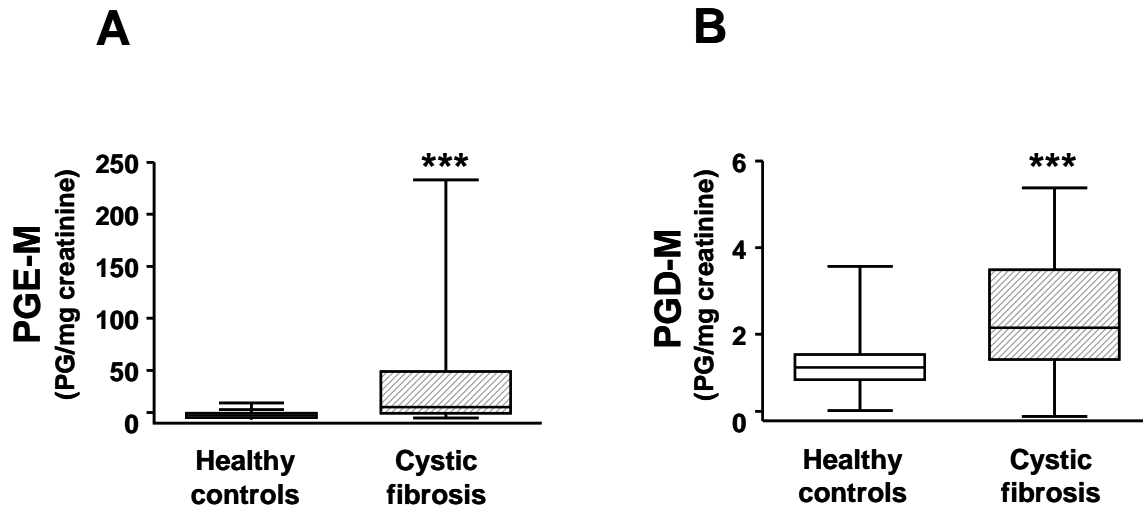 A
PGE-M
(PG/mg creatinine)
250
200
150
100
50
0
***
Healthy
controls
Cystic
fibrosis
B
PGD-M
(PG/mg creatinine)
6
4
2
0
***
Healthy
controls
Cystic
fibrosis